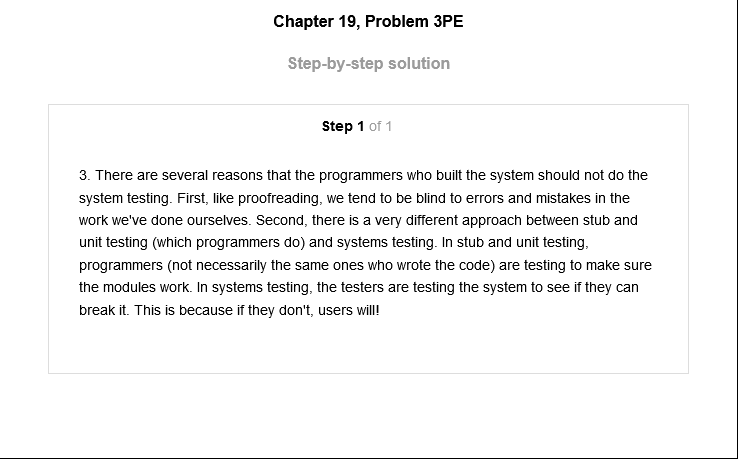 Chapter 19, Problem 3PE
Step-by-step solution
Step 1 of 1
3. There are several reasons that the programmers who built the system should not do the
system testing. First, like proofreading, we tend to be blind to errors and mistakes in the
work we've done ourselves. Second, there is a very different approach between stub and
unit testing (which programmers do) and systems testing. In stub and unit testing,
programmers (not necessarily the same ones who wrote the code) are testing to make sure
the modules work. In systems testing, the testers are testing the system to see if they can
break it. This is because if they don't, users will!